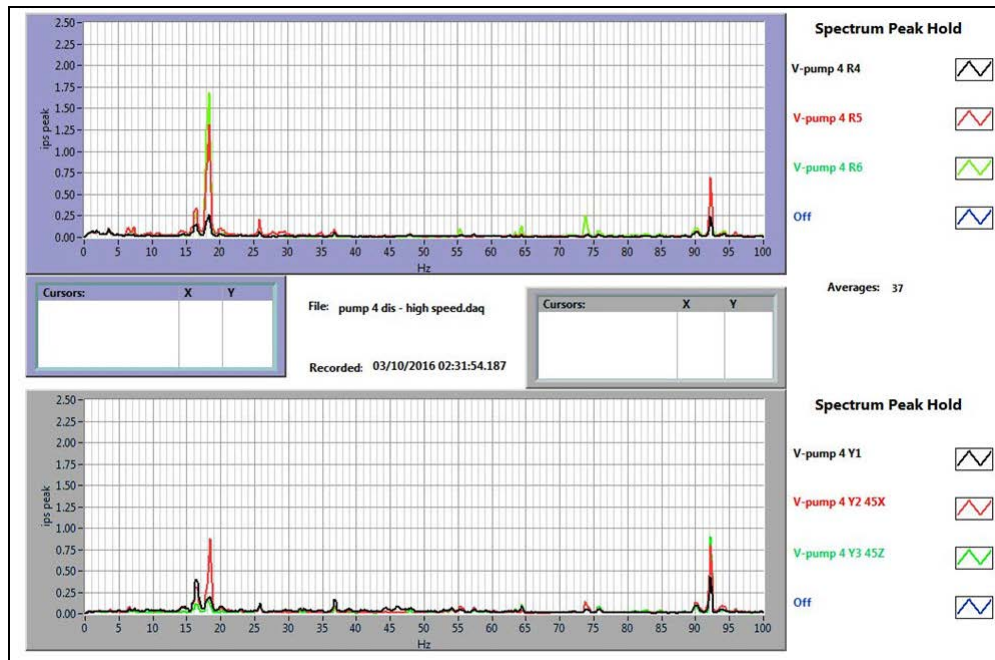 Spectrum Peak Hold
2.50
2.25
2.00
1.75
1.50
1.25
1.00
0.75
0.50
0.25
0.00
ips peak
0 5 10 15 20 25 30 35 40 45 50 55 60 65 70 75 80 85 90 95 100
Hz
V-pump 4 R4
V-pump 4 R5
V-pump 4 R6
Off
Cursors: X Y
File: pump 4 dis - high speed.daq
Recorded: 03/10/2016 02:31:54.187
Cursors: X Y
Averages: 37
Spectrum Peak Hold
2.50
2.25
2.00
1.75
1.50
1.25
1.00
0.75
0.50
0.25
0.00
ips peak
0 5 10 15 20 25 30 35 40 45 50 55 60 65 70 75 80 85 90 95 100
Hz
V-pump 4 Y1
V-pump 4 Y2 45X
V-pump 4 Y3 45Z
Off